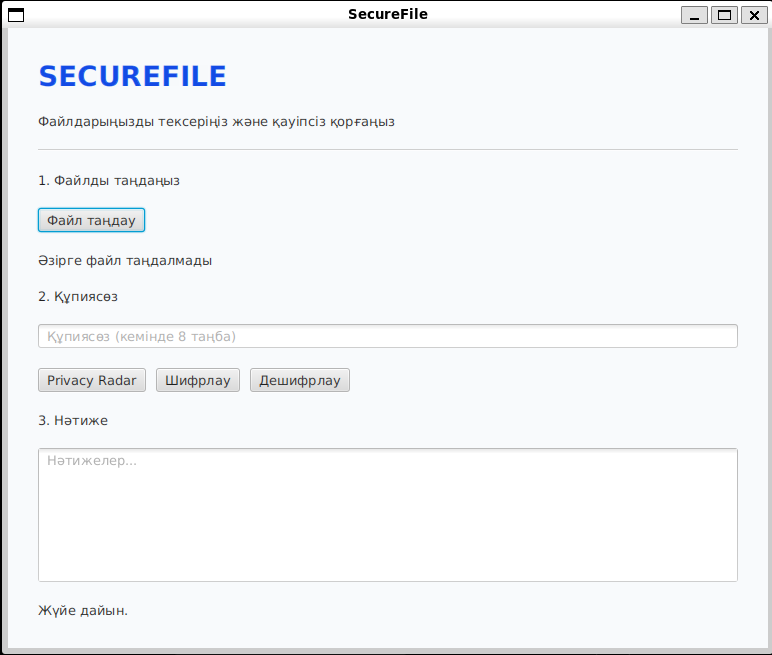 SecureFile
SECUREFILE
Файлдарыңызды тексеріңіз және қауіпсіз қорғаңыз
1. Файлды таңдаңыз
Файл таңдау
Әзірге файл таңдалмады
2. Құпиясөз
Құпиясөз (кемінде 8 таңба)
Privacy Radar Шифрлау Дешифрлау
3. Нәтиже
Нәтижелер...
Жүйе дайын.